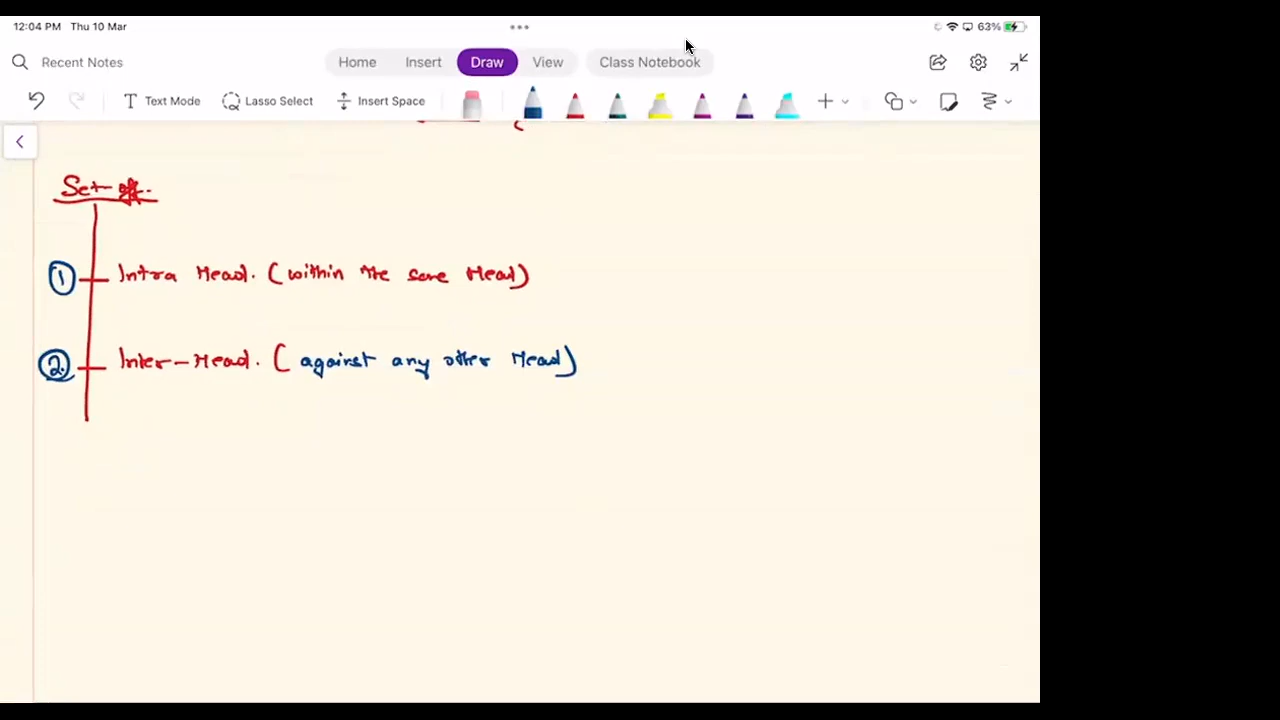 12:04 PM Thu 10 Mar
63%
Recent Notes
Home Insert Draw View Class Notebook
Text Mode Lasso Select Insert Space
Set off.
① Intra Head. (within the same Head)
② Inter-Head. (against any other Head)